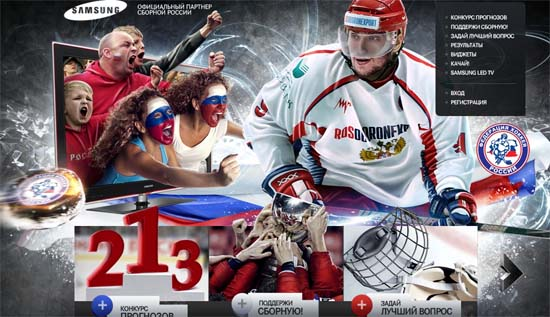 SAMSUNG
ОФИЦИАЛЬНЫЙ ПАРТНЕР
СБОРНОЙ РОССИИ
КОНКУРС ПРОГНОЗОВ
ПОДДЕРЖИ СБОРНУЮ!
ЗАДАЙ ЛУЧШИЙ ВОПРОС
РЕЗУЛЬТАТЫ
ВИДЖЕТЫ
КАЧАЙ!
SAMSUNG LED TV
ВХОД
РЕГИСТРАЦИЯ
ROSOBORONEXPORT
ФЕДЕРАЦИЯ ХОККЕЯ
РОССИИ
2 1 3
КОНКУРС
ПРОГНОЗОВ
ПОДДЕРЖИ
СБОРНУЮ!
ЗАДАЙ
ЛУЧШИЙ ВОПРОС